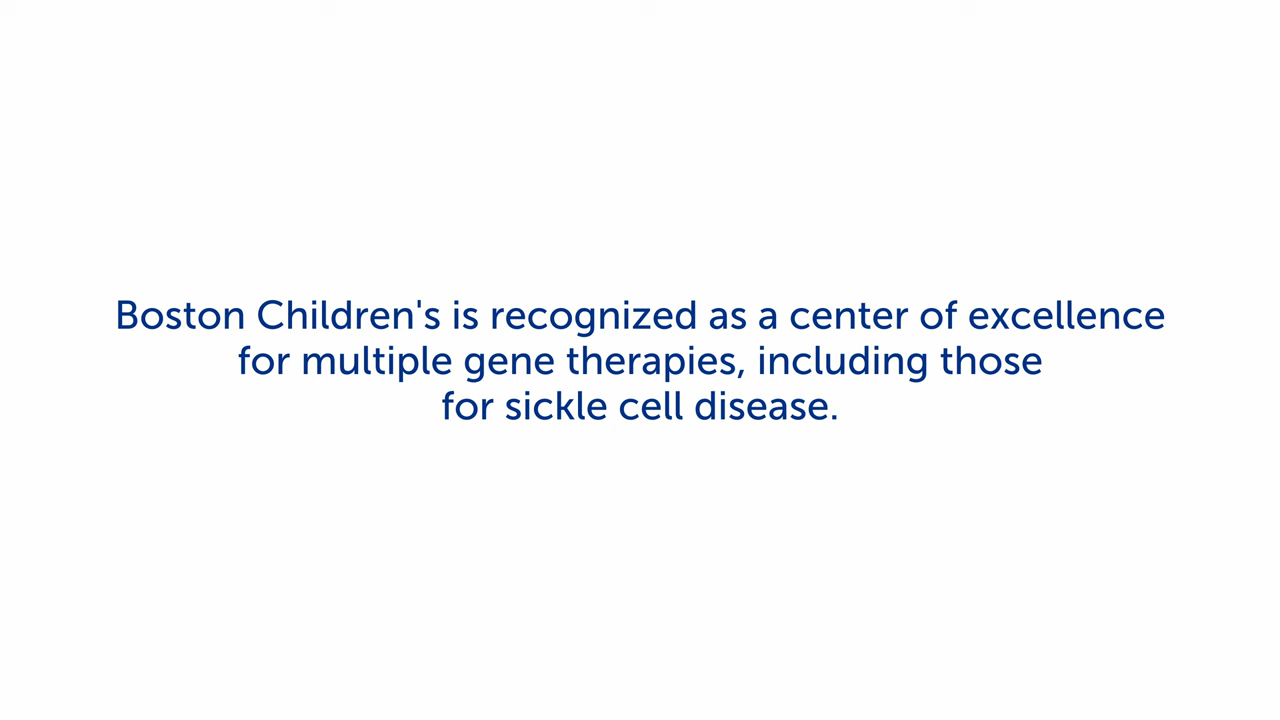 Boston Children's is recognized as a center of excellence
for multiple gene therapies, including those
for sickle cell disease.